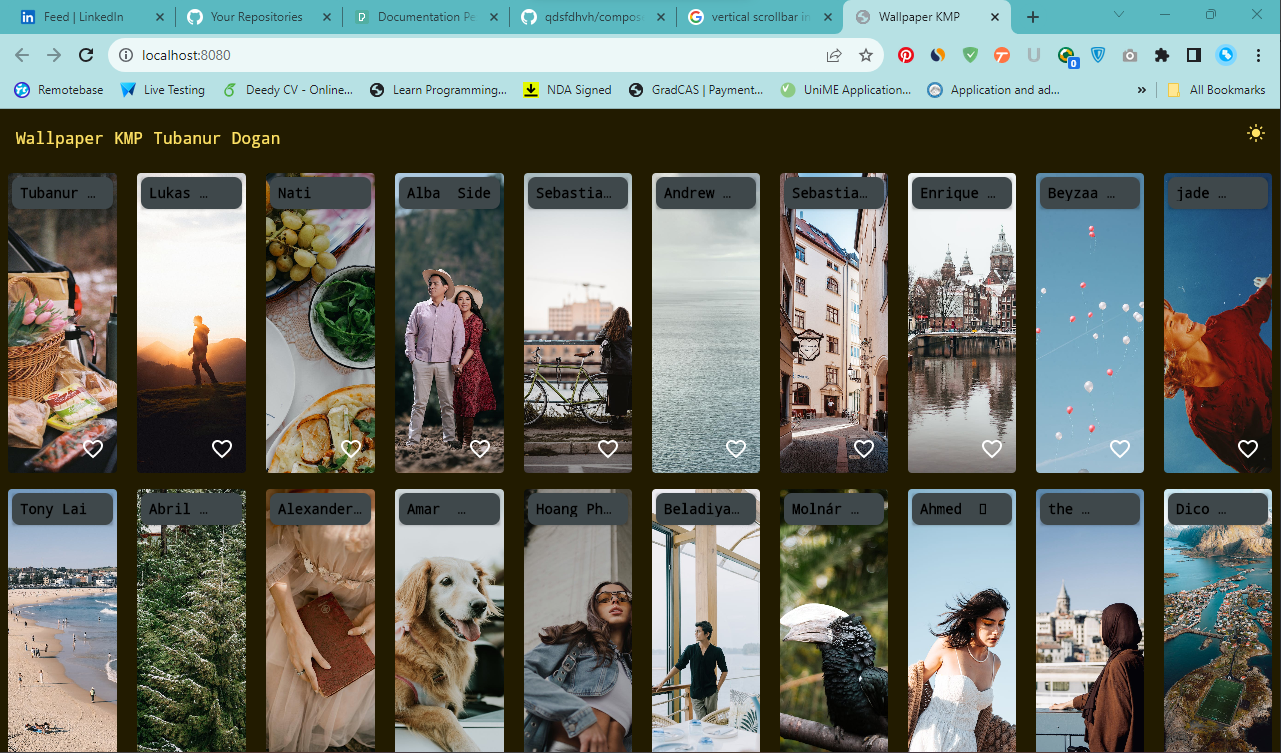 Feed | LinkedIn
Your Repositories
Documentation Pe
qdsfdhvh/compos
vertical scrollbar in
Wallpaper KMP
localhost:8080
0
Remotebase
Live Testing
Deedy CV - Online...
Learn Programming...
NDA Signed
GradCAS | Payment...
UniME Application...
Application and ad...
»
All Bookmarks
Wallpaper KMP Tubanur Dogan
Tubanur …
Lukas …
Nati
Alba Side
Sebastia…
Andrew …
Sebastia…
Enrique …
Beyzaa …
jade …
Tony Lai
Abril …
Alexander…
Amar …
Hoang Ph…
Beladiya…
Molnár …
Ahmed
the …
Dico …